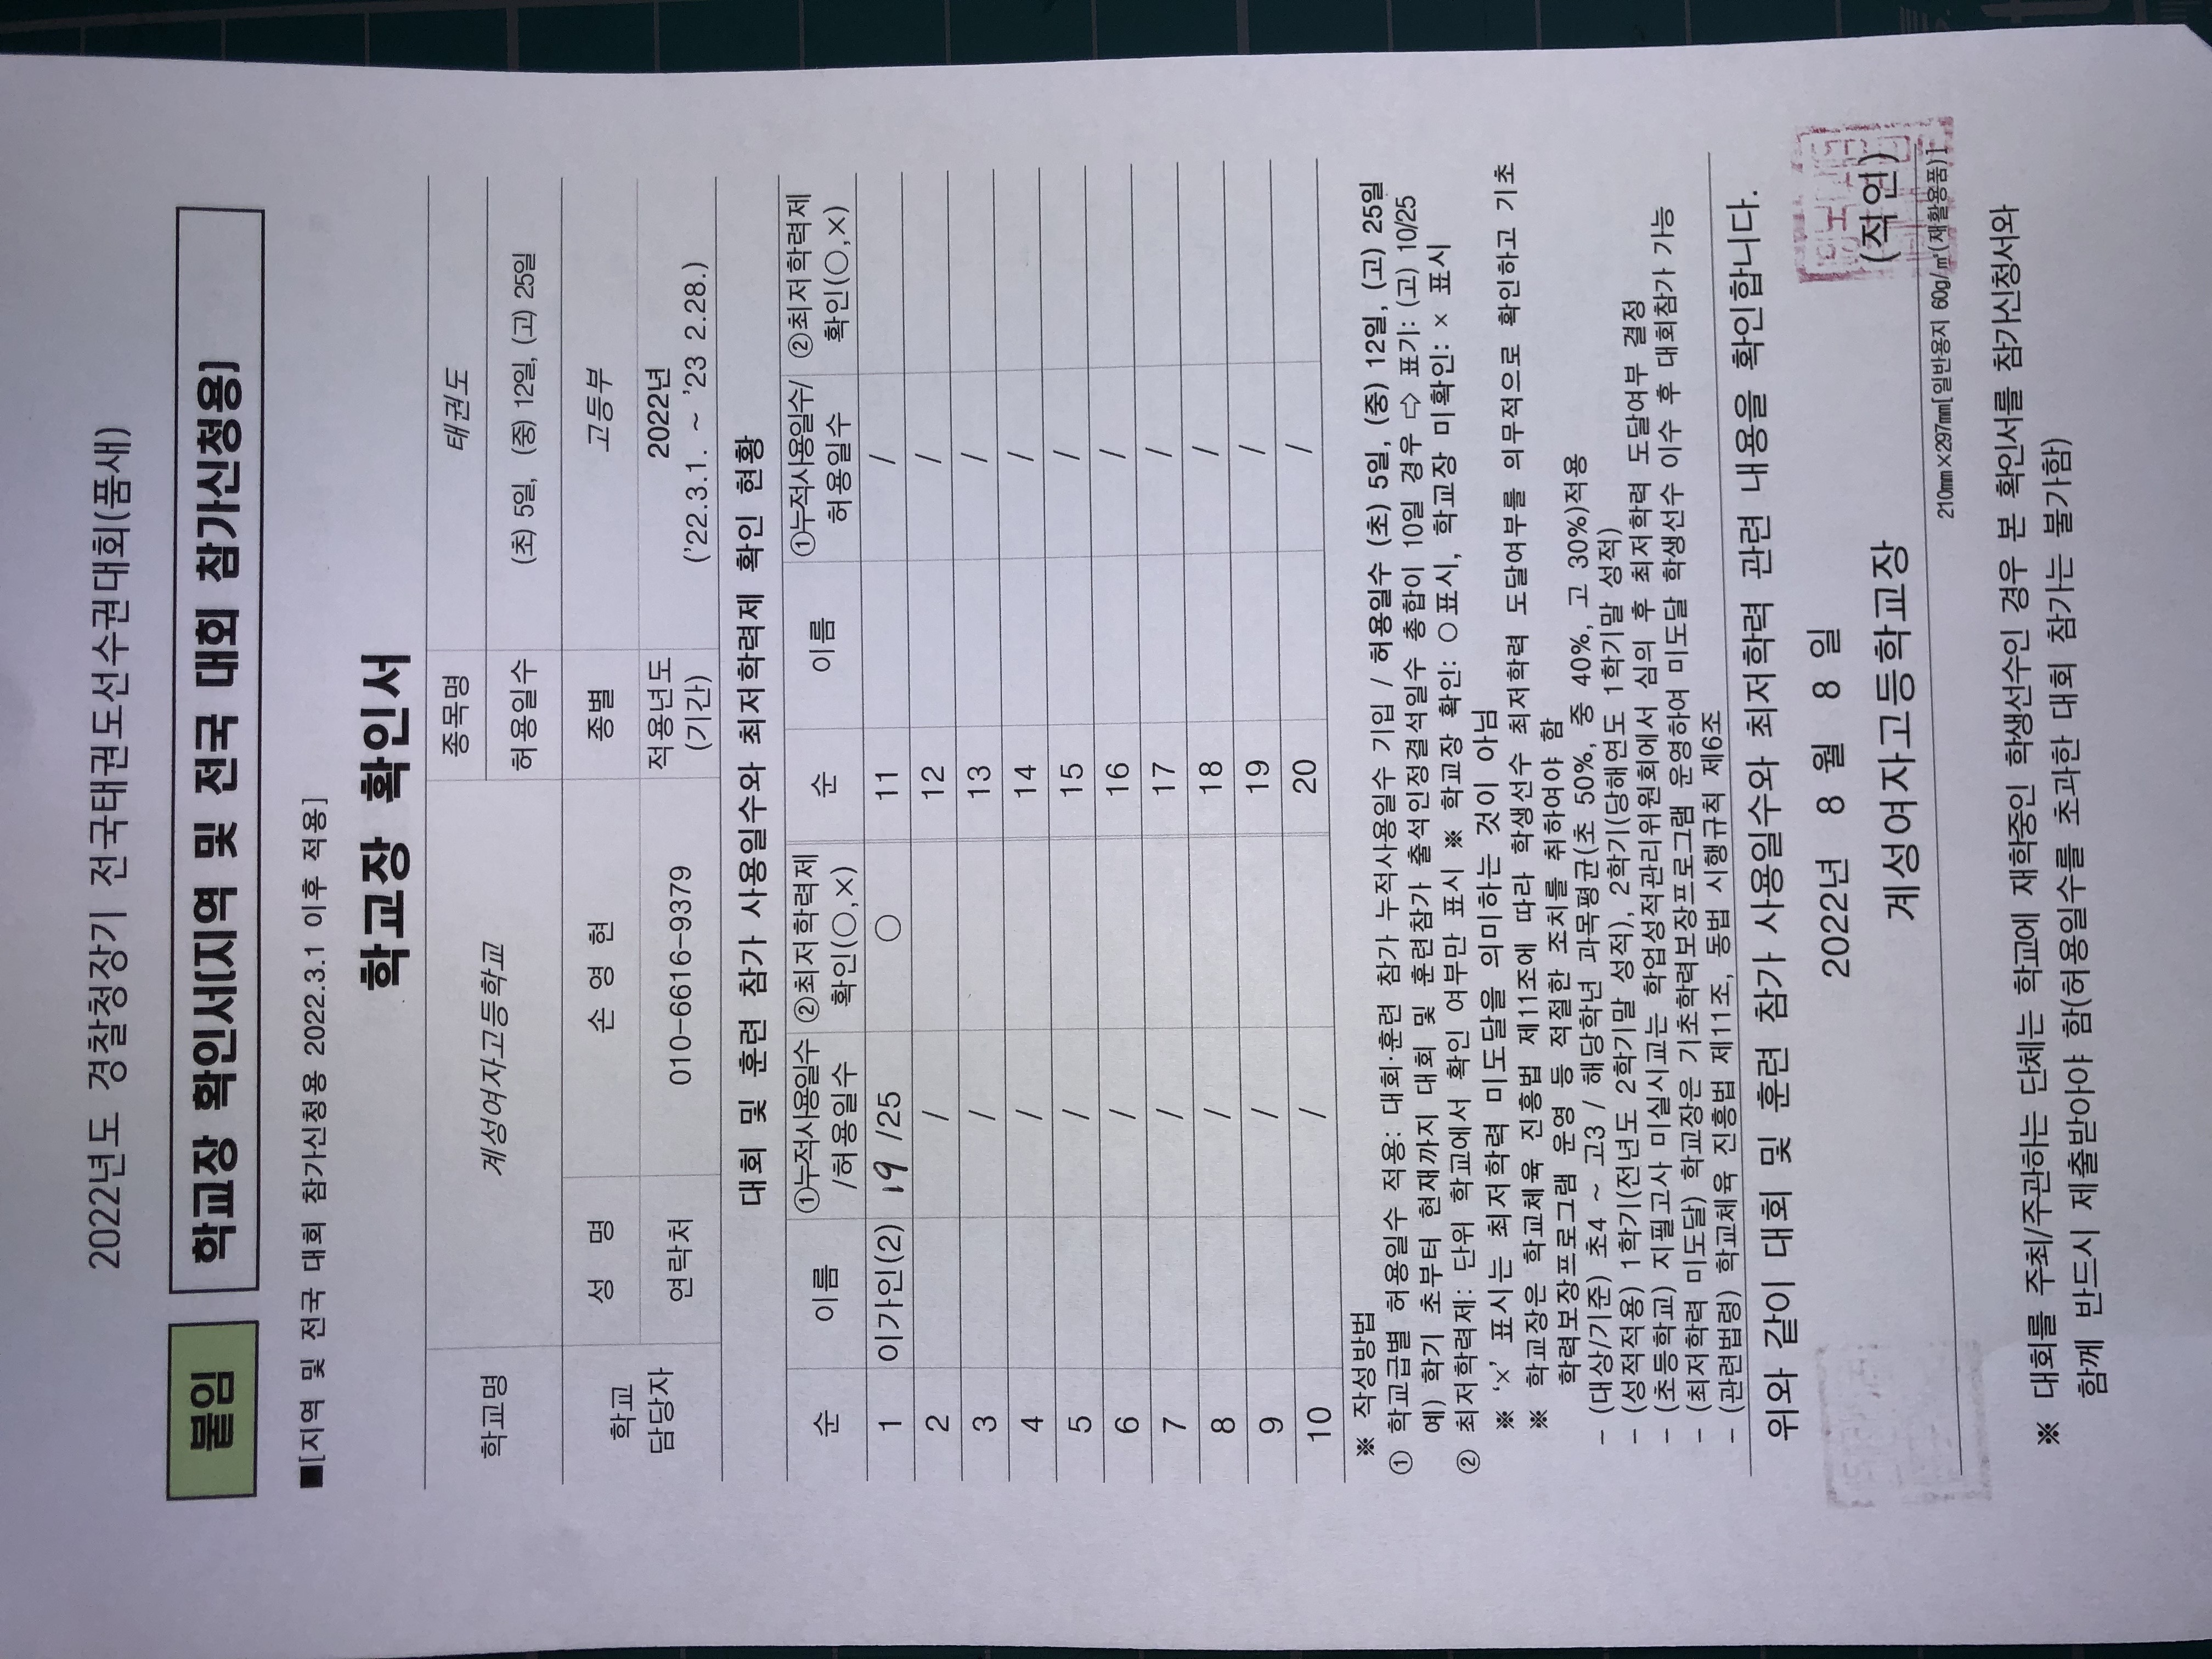 2022년도 경찰청장기 전국태권도선수권대회(품새)
붙임 학교장 확인서(지역 및 전국 대회 참가신청용)
■[지역 및 전국 대회 참가신청용 2022.3.1 이후 적용]
학교장 확인서
학교명 계성여자고등학교 종목명 태권도
허용일수 (초) 5일, (중) 12일, (고) 25일
학교 담당자 성 명 손 영 현 종별 고등부
연락처 010-6616-9379 적용년도 (기간) 2022년 ('22.3.1. ~ '23 2.28.)
대회 및 훈련 참가 사용일수와 최저학력제 확인 현황
순 이름 ①누적사용일수/허용일수 ②최저학력제 확인(○,×) 순 이름 ①누적사용일수/허용일수 ②최저학력제 확인(○,×)
1 이가인(2) 19 /25 ○ 11 /
2 / 12 /
3 / 13 /
4 / 14 /
5 / 15 /
6 / 16 /
7 / 17 /
8 / 18 /
9 / 19 /
10 / 20 /
※ 작성방법
① 학교급별 허용일수 적용: 대회·훈련 참가 누적사용일수 기입 / 허용일수 (초) 5일, (중) 12일, (고) 25일
예) 학기 초부터 현재까지 대회 및 훈련참가 출석인정결석일수 총합이 10일 경우 ⇨ 표기: (고) 10/25
② 최저학력제: 단위 학교에서 확인 여부만 표시 ※ 학교장 확인: ○표시, 학교장 미확인: × 표시
※ '×' 표시는 최저학력 미도달을 의미하는 것이 아님
※ 학교장은 학교체육 진흥법 제11조에 따라 학생선수 최저학력 도달여부를 의무적으로 확인하고 기초
학력보장프로그램 운영 등 적절한 조치를 취하여야 함
- (대상/기준) 초4 ~ 고3 / 해당학년 과목평균(초 50%, 중 40%, 고 30%)적용
- (성적적용) 1학기(전년도 2학기말 성적), 2학기(당해연도 1학기말 성적)
- (초등학교) 지필고사 미실시교는 학업성적관리위원회에서 심의 후 최저학력 도달여부 결정
- (최저학력 미도달) 학교장은 기초학력보장프로그램 운영하여 미도달 학생선수 이수 후 대회참가 가능
- (관련법령) 학교체육 진흥법 제11조, 동법 시행규칙 제6조
위와 같이 대회 및 훈련 참가 사용일수와 최저학력 관련 내용을 확인합니다.
2022년 8 월 8 일
계성여자고등학교장 (직인)
210㎜×297㎜[일반용지 60g/㎡(재활용품)]
※ 대회를 주최/주관하는 단체는 학교에 재학중인 학생선수인 경우 본 확인서를 참가신청서와
함께 반드시 제출받아야 함(허용일수를 초과한 대회 참가는 불가함)